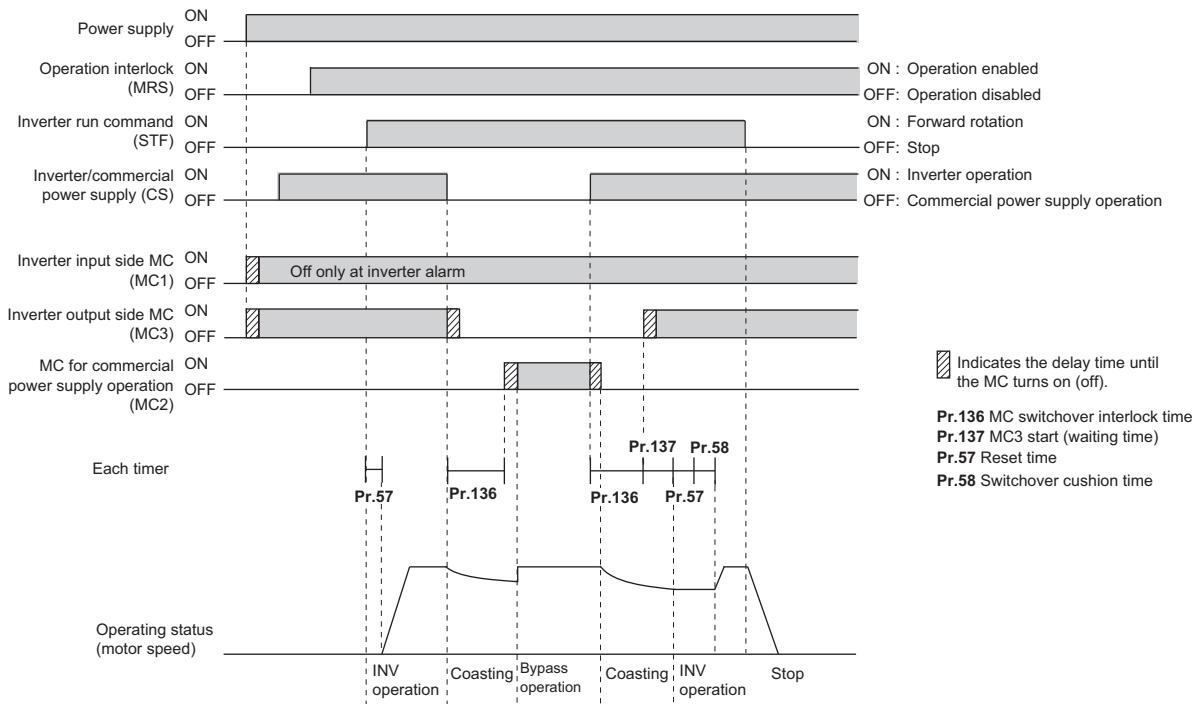 Power supply
ON
OFF
Operation interlock
(MRS)
ON
OFF
ON : Operation enabled
OFF: Operation disabled
Inverter run command
(STF)
ON
OFF
ON : Forward rotation
OFF: Stop
Inverter/commercial
power supply (CS)
ON
OFF
ON : Inverter operation
OFF: Commercial power supply operation
Inverter input side MC
(MC1)
ON
OFF
Off only at inverter alarm
Inverter output side MC
(MC3)
ON
OFF
MC for commercial
power supply operation
(MC2)
ON
OFF
Indicates the delay time until
the MC turns on (off).
Pr.136 MC switchover interlock time
Pr.137 MC3 start (waiting time)
Pr.57 Reset time
Pr.58 Switchover cushion time
Each timer
Pr.57
Pr.136
Pr.137
Pr.58
Pr.136
Pr.57
Operating status
(motor speed)
INV
operation
Coasting
Bypass
operation
Coasting
INV
operation
Stop